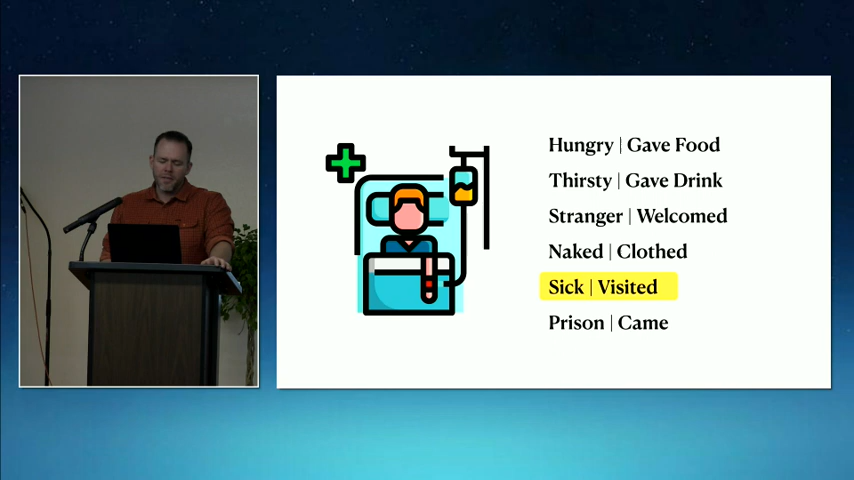 Hungry | Gave Food
Thirsty | Gave Drink
Stranger | Welcomed
Naked | Clothed
Sick | Visited
Prison | Came